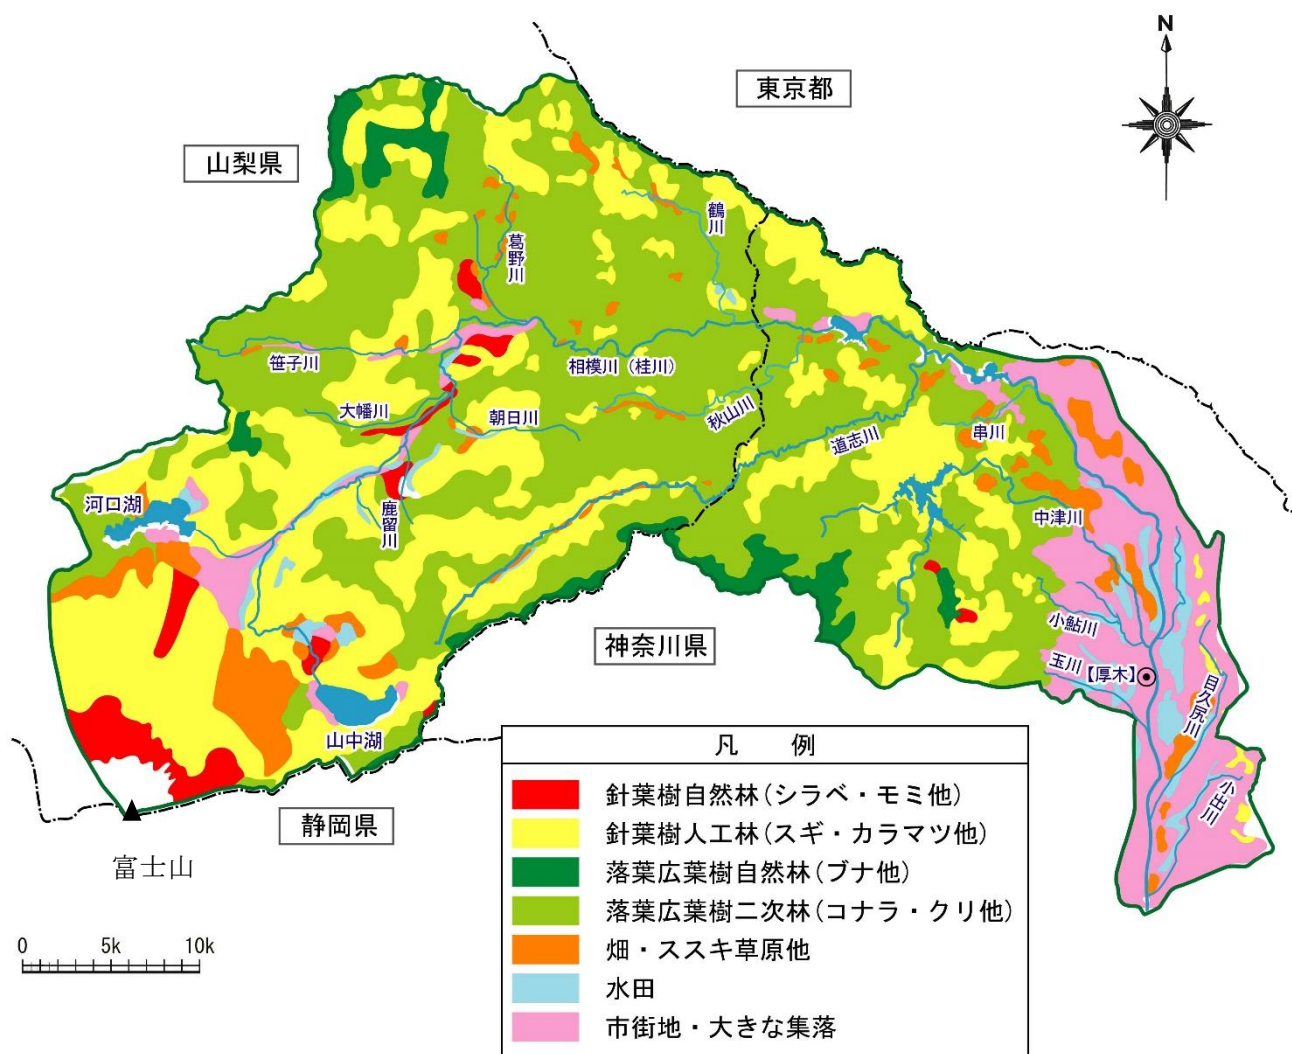 N
東京都
山梨県
鶴川
葛野川
笹子川
相模川（桂川）
大幡川
朝日川
秋山川
道志川
串川
河口湖
鹿留川
中津川
小鮎川
神奈川県
玉川
【厚木】
目久尻川
山中湖
小出川
静岡県
富士山
凡　例
針葉樹自然林(シラベ・モミ他)
針葉樹人工林(スギ・カラマツ他)
落葉広葉樹自然林(ブナ他)
落葉広葉樹二次林(コナラ・クリ他)
畑・ススキ草原他
水田
市街地・大きな集落
0　5k　10k